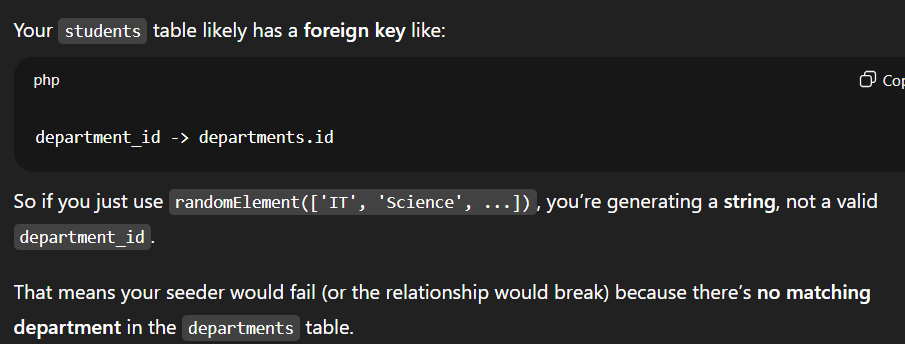 Your students table likely has a foreign key like:
php
Cop
department_id -> departments.id
So if you just use randomElement(['IT', 'Science', ...]), you’re generating a string, not a valid
department_id.
That means your seeder would fail (or the relationship would break) because there’s no matching
department in the departments table.